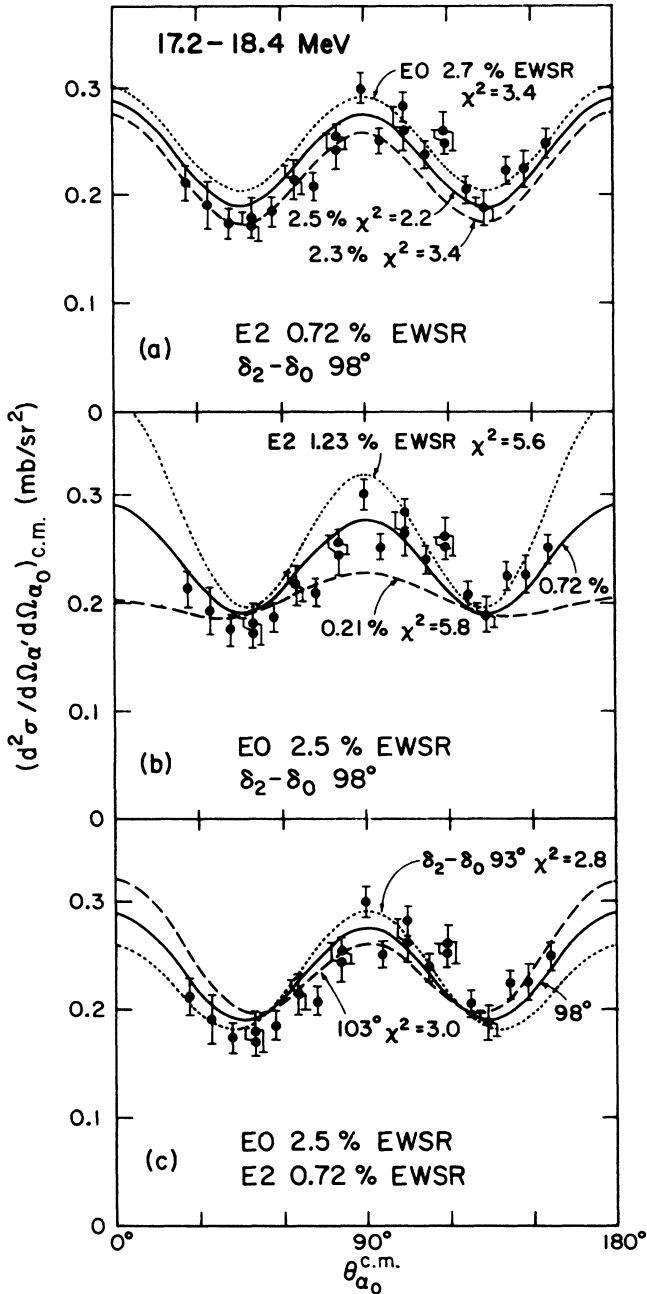 17.2-18.4 MeV
E0 2.7 % EWSR
χ²=3.4
0.3
0.2
2.5 % χ²=2.2
2.3 % χ²=3.4
0.1
(a)
E2 0.72 % EWSR
δ₂-δ₀ 98°
0
E2 1.23 % EWSR χ²=5.6
0.3
0.72 %
0.2
0.21 % χ²=5.8
0.1
(b)
E0 2.5 % EWSR
δ₂-δ₀ 98°
0
δ₂-δ₀ 93° χ²=2.8
0.3
98°
0.2
103° χ²=3.0
0.1
(c)
E0 2.5 % EWSR
E2 0.72 % EWSR
0
0° 90° 180°
θ_α₀^c.m.
(d²σ/dΩ_α' dΩ_α₀)_c.m. (mb/sr²)